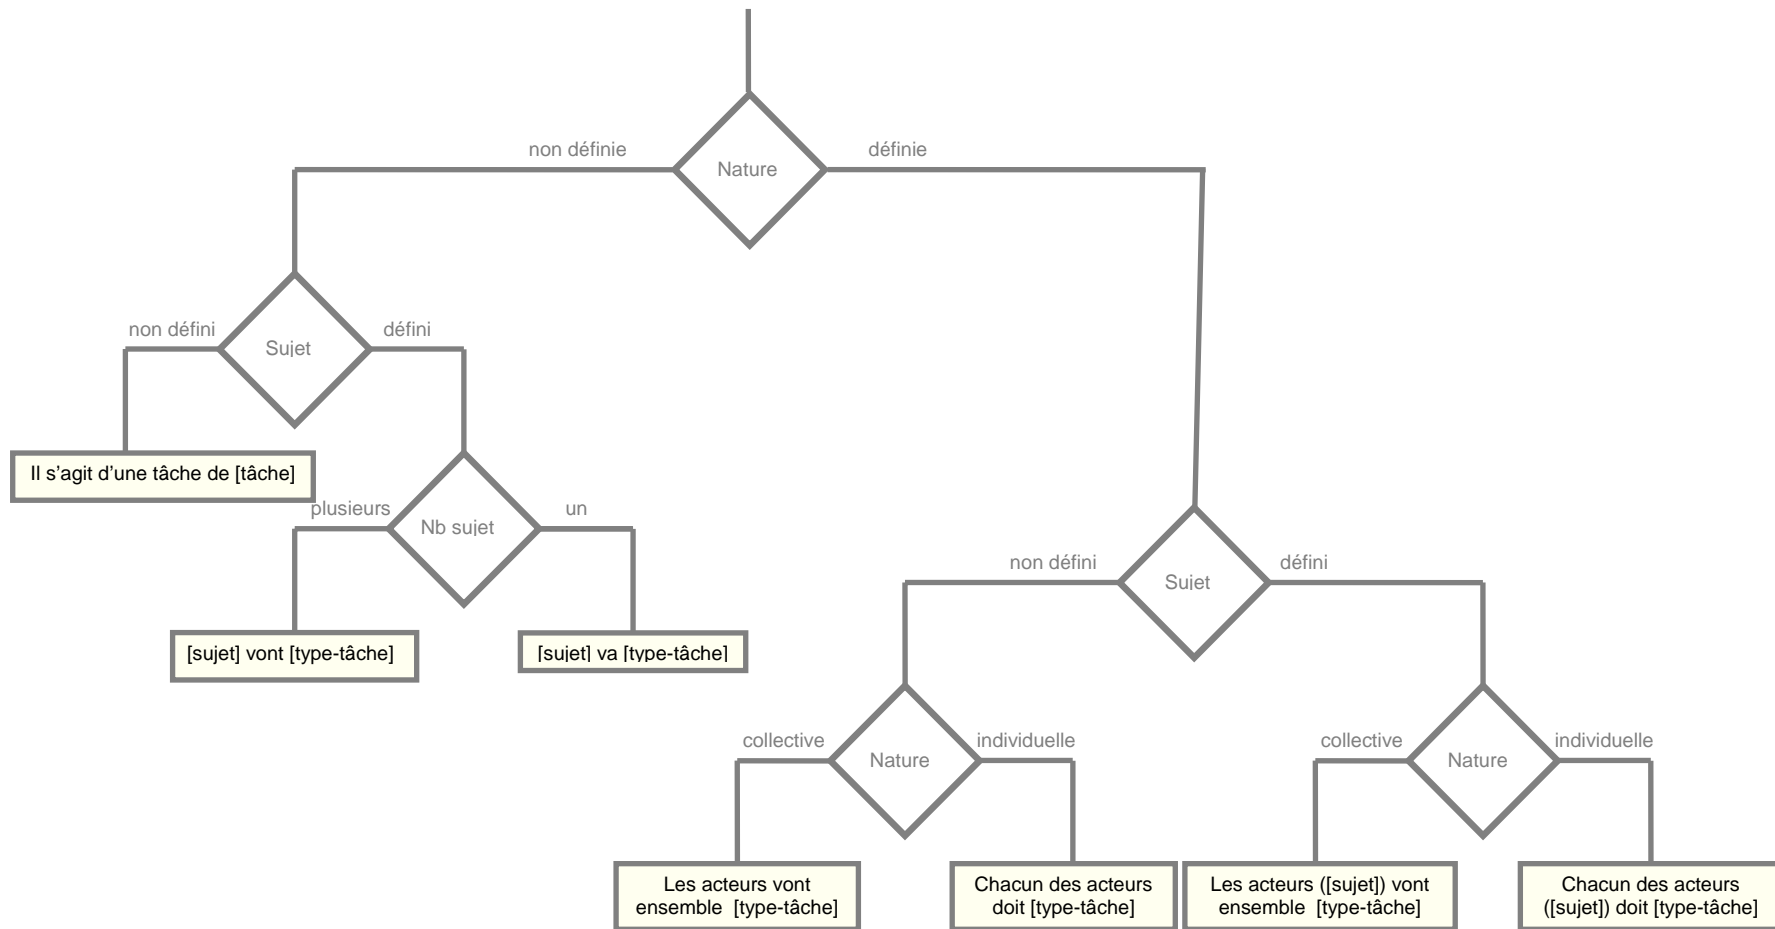 non définie
définie
Nature
non défini
défini
Sujet
Il s’agit d’une tâche de [tâche]
plusieurs
un
Nb sujet
non défini
défini
Sujet
[sujet] vont [type-tâche]
[sujet] va [type-tâche]
collective
individuelle
collective
individuelle
Nature
Nature
Les acteurs vont
ensemble [type-tâche]
Chacun des acteurs
doit [type-tâche]
Les acteurs ([sujet]) vont
ensemble [type-tâche]
Chacun des acteurs
([sujet]) doit [type-tâche]